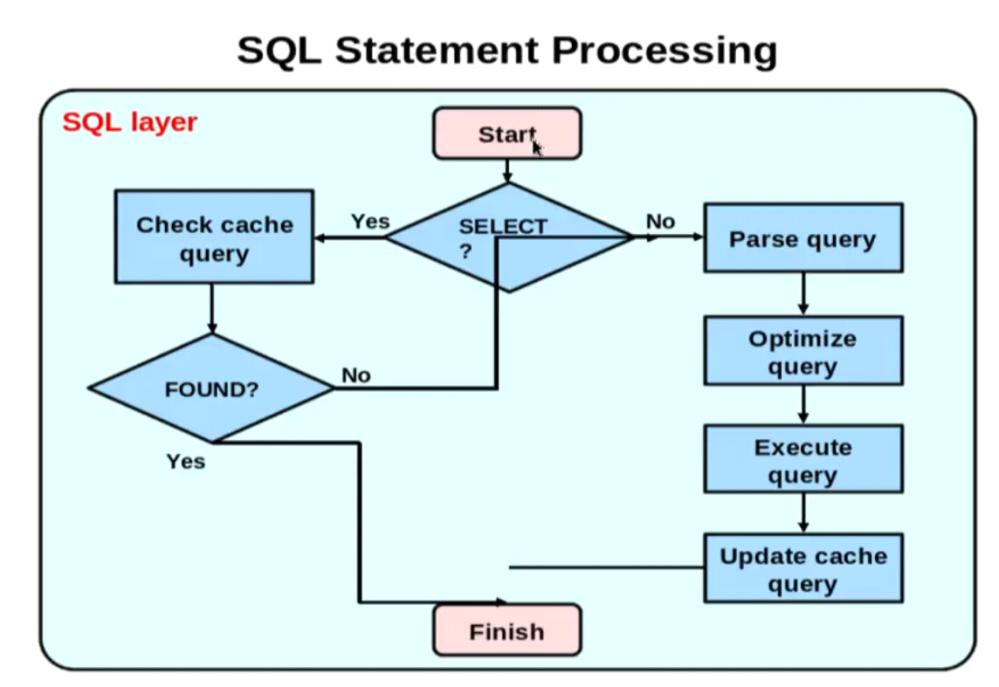 SQL Statement Processing
SQL layer
Start
SELECT
?
Yes
No
Check cache
query
Parse query
Optimize
query
FOUND?
No
Yes
Execute
query
Update cache
query
Finish